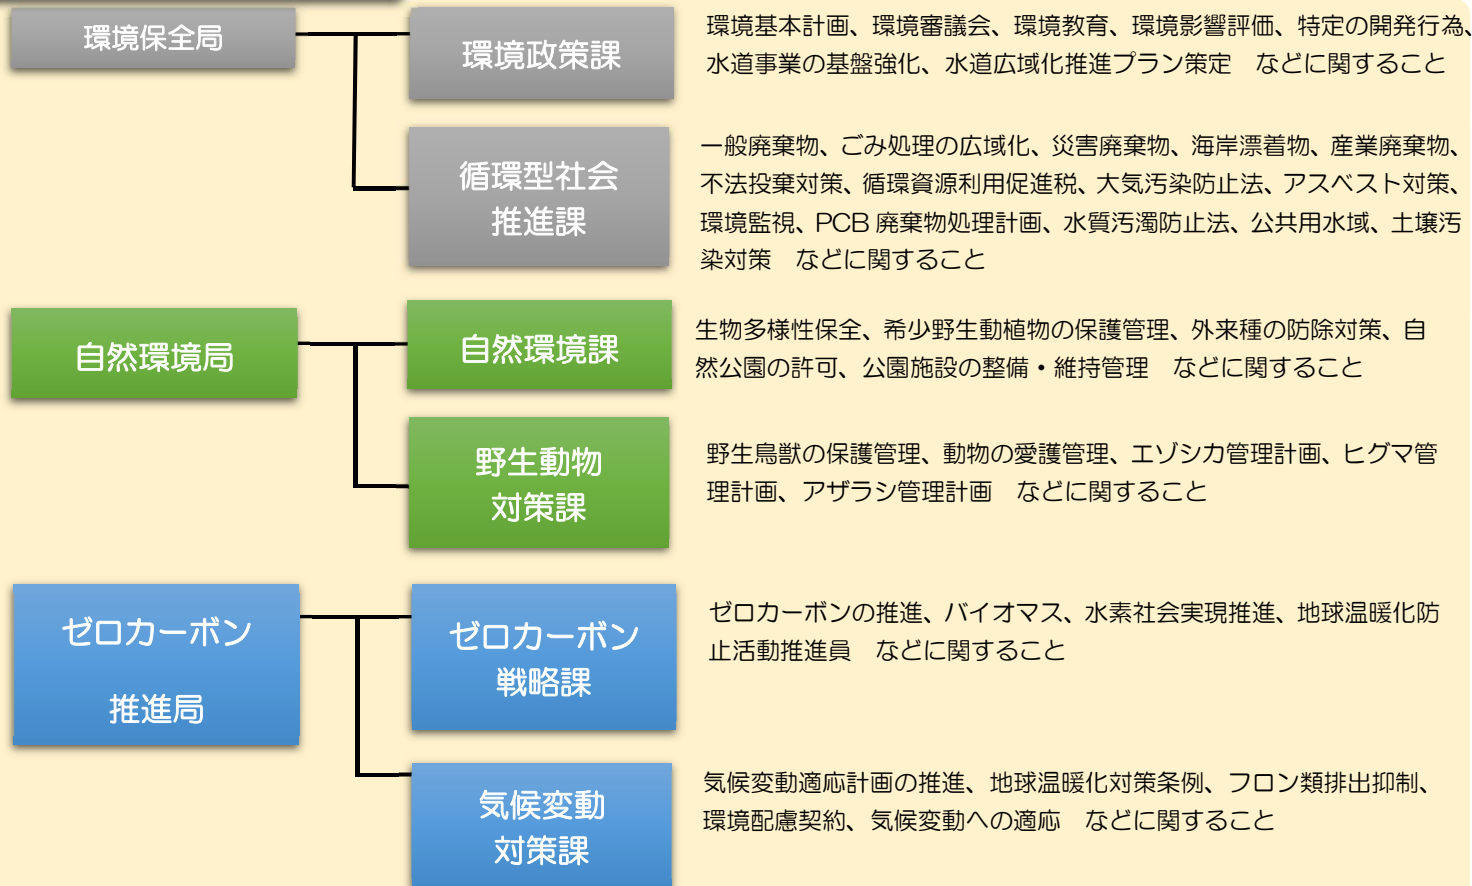 環境保全局
環境政策課
環境基本計画、環境審議会、環境教育、環境影響評価、特定の開発行為、
水道事業の基盤強化、水道広域化推進プラン策定　などに関すること
循環型社会
推進課
一般廃棄物、ごみ処理の広域化、災害廃棄物、海岸漂着物、産業廃棄物、
不法投棄対策、循環資源利用促進税、大気汚染防止法、アスベスト対策、
環境監視、PCB 廃棄物処理計画、水質汚濁防止法、公共用水域、土壌汚
染対策　などに関すること
自然環境局
自然環境課
生物多様性保全、希少野生動植物の保護管理、外来種の防除対策、自
然公園の許可、公園施設の整備・維持管理　などに関すること
野生動物
対策課
野生鳥獣の保護管理、動物の愛護管理、エゾシカ管理計画、ヒグマ管
理計画、アザラシ管理計画　などに関すること
ゼロカーボン
推進局
ゼロカーボン
戦略課
ゼロカーボンの推進、バイオマス、水素社会実現推進、地球温暖化防
止活動推進員　などに関すること
気候変動
対策課
気候変動適応計画の推進、地球温暖化対策条例、フロン類排出抑制、
環境配慮契約、気候変動への適応　などに関すること